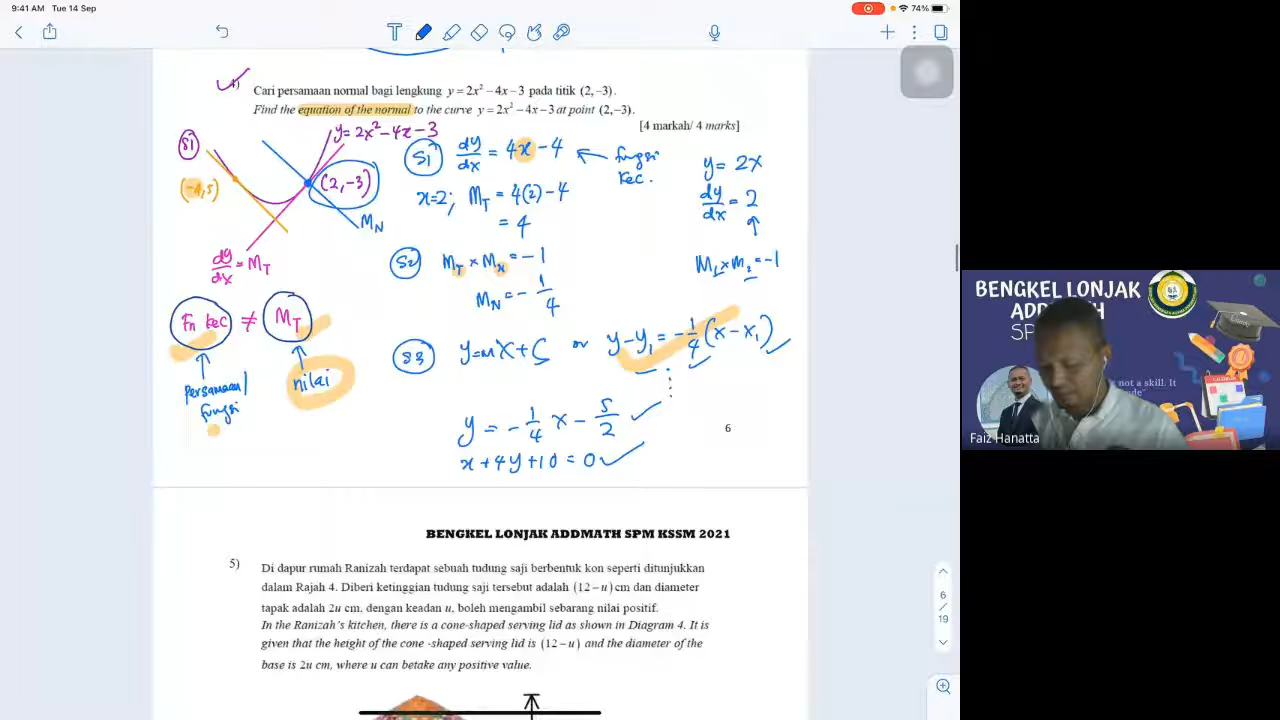 9:41 AM Tue 14 Sep
74%
4) Cari persamaan normal bagi lengkung y = 2x² − 4x − 3 pada titik (2, −3).
Find the equation of the normal to the curve y = 2x² − 4x − 3 at point (2, −3).
[4 markah/ 4 marks]
S1
y = 2x² − 4x − 3
(2, −3)
M_N
dy/dx = M_T
Fn kec ≠ M_T
Persamaan/
fungsi
nilai
S1 dy/dx = 4x − 4 ← fungsi
kec.
x=2; M_T = 4(2) − 4
= 4
S2 M_T × M_N = −1
M_N = − 1/4
S3 y = mx + c or y − y₁ = − 1/4 (x − x₁)
y = − 1/4 x − 5/2
x + 4y + 10 = 0
y = 2x
dy/dx = 2
M₁ × M₂ = −1
6
BENGKEL LONJAK ADDMATH SPM KSSM 2021
5) Di dapur rumah Ranizah terdapat sebuah tudung saji berbentuk kon seperti ditunjukkan
dalam Rajah 4. Diberi ketinggian tudung saji tersebut adalah (12 − u) cm dan diameter
tapak adalah 2u cm, dengan keadan u, boleh mengambil sebarang nilai positif.
In the Ranizah's kitchen, there is a cone-shaped serving lid as shown in Diagram 4. It is
given that the height of the cone -shaped serving lid is (12 − u) and the diameter of the
base is 2u cm, where u can betake any positive value.
6
/
19
BENGKEL LONJAK
not a skill. It
Faiz Hanatta